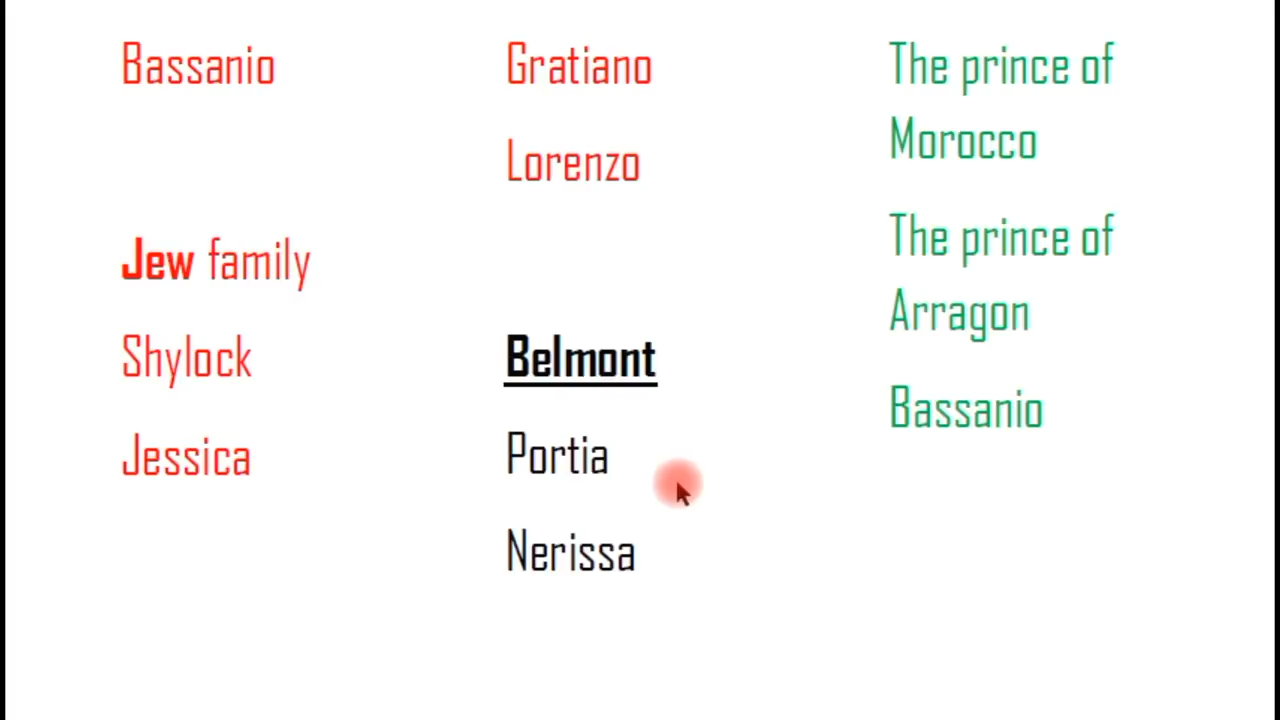 Bassanio
Jew family
Shylock
Jessica
Gratiano
Lorenzo
Belmont
Portia
Nerissa
The prince of
Morocco
The prince of
Arragon
Bassanio